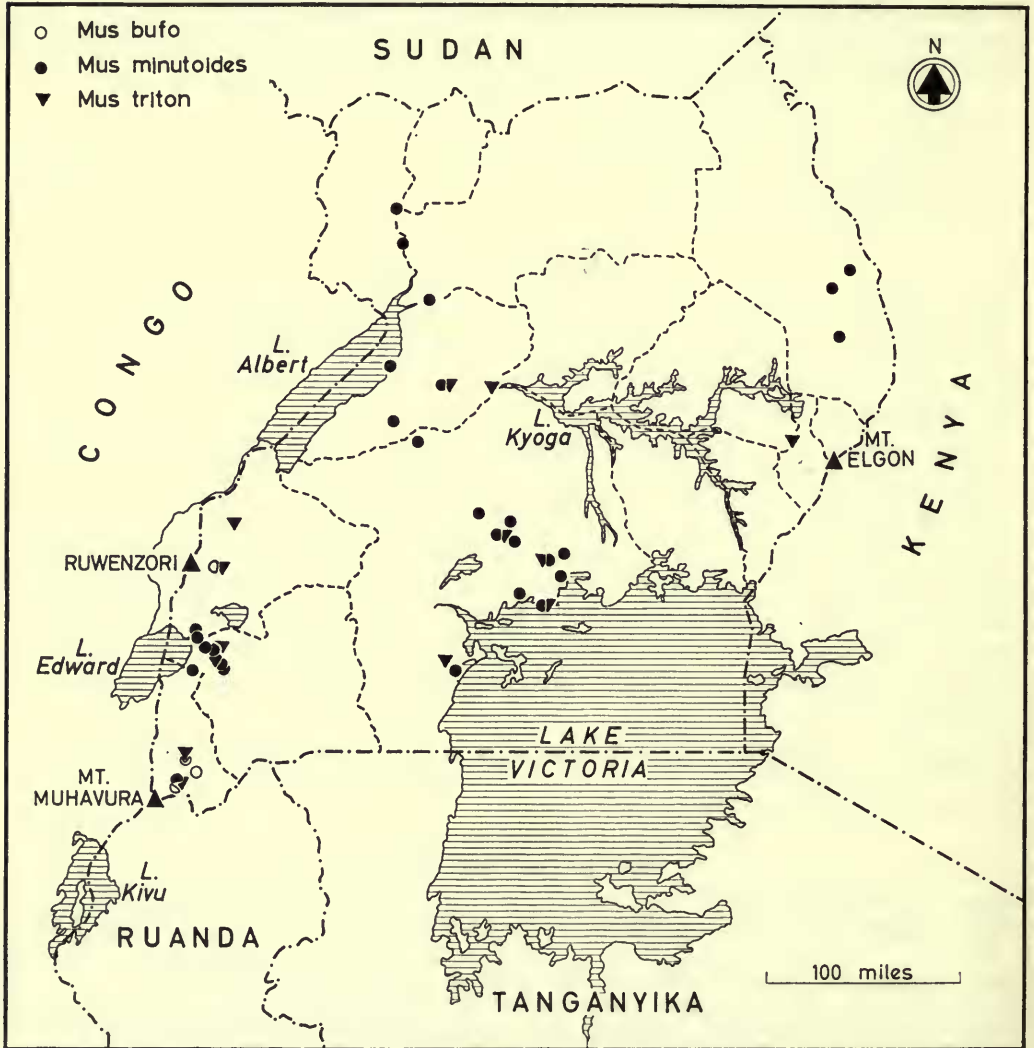 Mus bufo
Mus minutoides
Mus triton
SUDAN
N
CONGO
L.
Albert
L.
Kyoga
MT.
ELGON
KENYA
RUWENZORI
L.
Edward
LAKE
VICTORIA
MT.
MUHAVURA
L.
Kivu
RUANDA
100 miles
TANGANYIKA